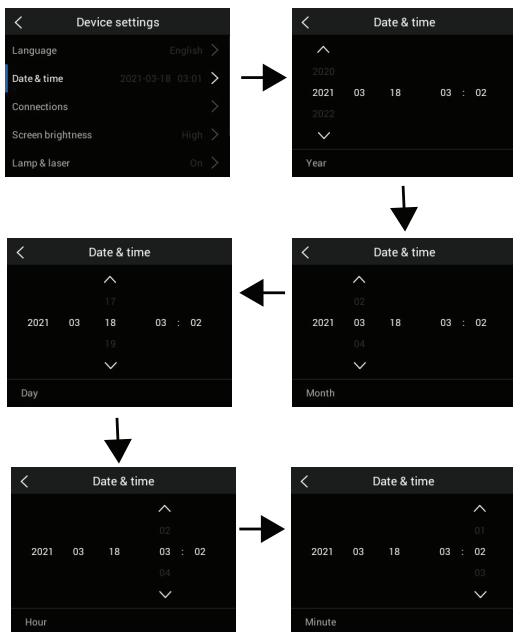 Device settings
Language English
Date & time 2021-03-18 03:01
Connections
Screen brightness High
Lamp & laser On
Date & time
2020
2021 03 18 03 : 02
2022
Year
Date & time
02
2021 03 18 03 : 02
04
Month
Date & time
17
2021 03 18 03 : 02
19
Day
Date & time
02
2021 03 18 03 : 02
04
Hour
Date & time
01
2021 03 18 03 : 02
03
Minute